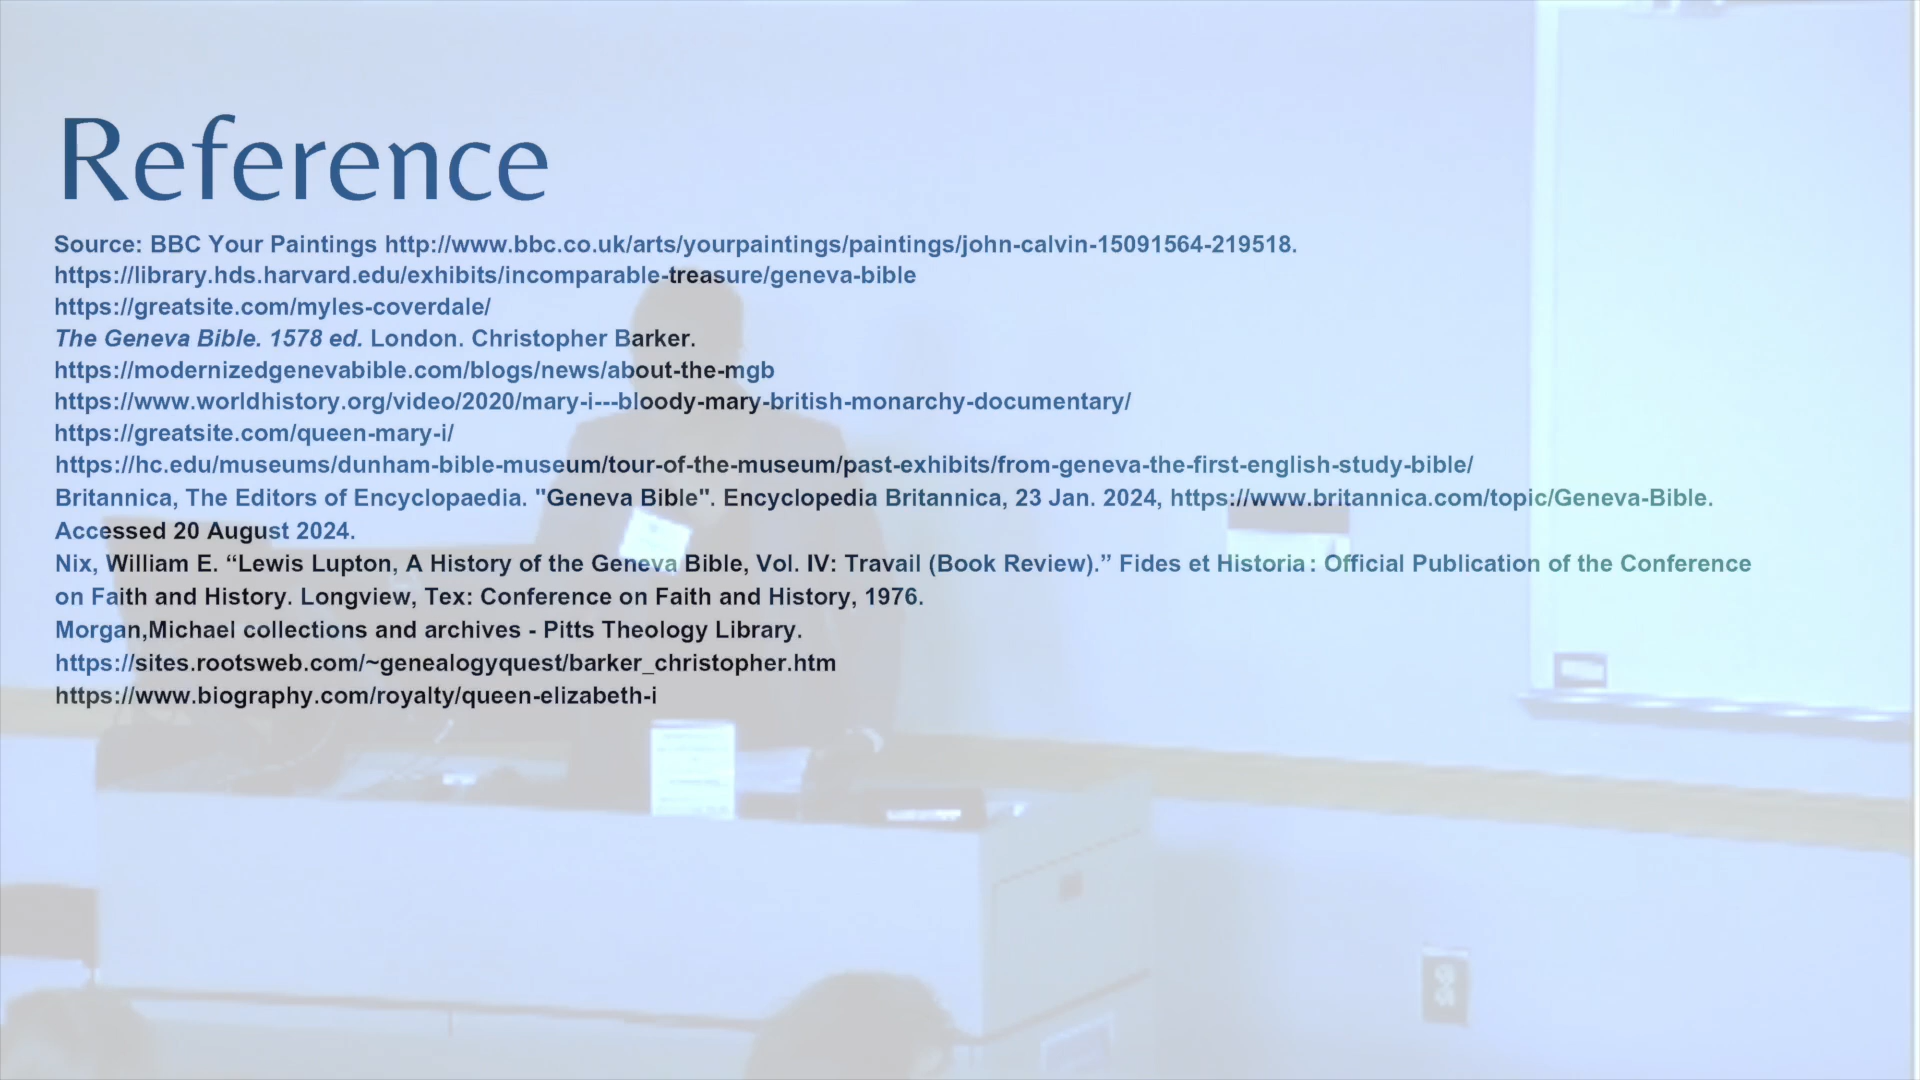 Reference
Source: BBC Your Paintings http://www.bbc.co.uk/arts/yourpaintings/paintings/john-calvin-15091564-219518.
https://library.hds.harvard.edu/exhibits/incomparable-treasure/geneva-bible
https://greatsite.com/myles-coverdale/
The Geneva Bible. 1578 ed. London. Christopher Barker.
https://modernizedgenevabible.com/blogs/news/about-the-mgb
https://www.worldhistory.org/video/2020/mary-i---bloody-mary-british-monarchy-documentary/
https://greatsite.com/queen-mary-i/
https://hc.edu/museums/dunham-bible-museum/tour-of-the-museum/past-exhibits/from-geneva-the-first-english-study-bible/
Britannica, The Editors of Encyclopaedia. "Geneva Bible". Encyclopedia Britannica, 23 Jan. 2024, https://www.britannica.com/topic/Geneva-Bible.
Accessed 20 August 2024.
Nix, William E. “Lewis Lupton, A History of the Geneva Bible, Vol. IV: Travail (Book Review).” Fides et Historia : Official Publication of the Conference
on Faith and History. Longview, Tex: Conference on Faith and History, 1976.
Morgan,Michael collections and archives - Pitts Theology Library.
https://sites.rootsweb.com/~genealogyquest/barker_christopher.htm
https://www.biography.com/royalty/queen-elizabeth-i